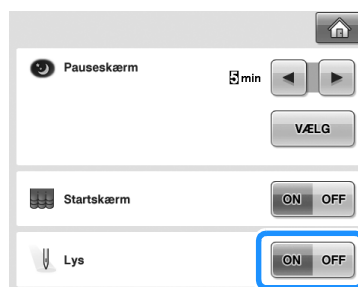 Pauseskærm
5 min
VÆLG
Startskærm
ON OFF
Lys
ON OFF